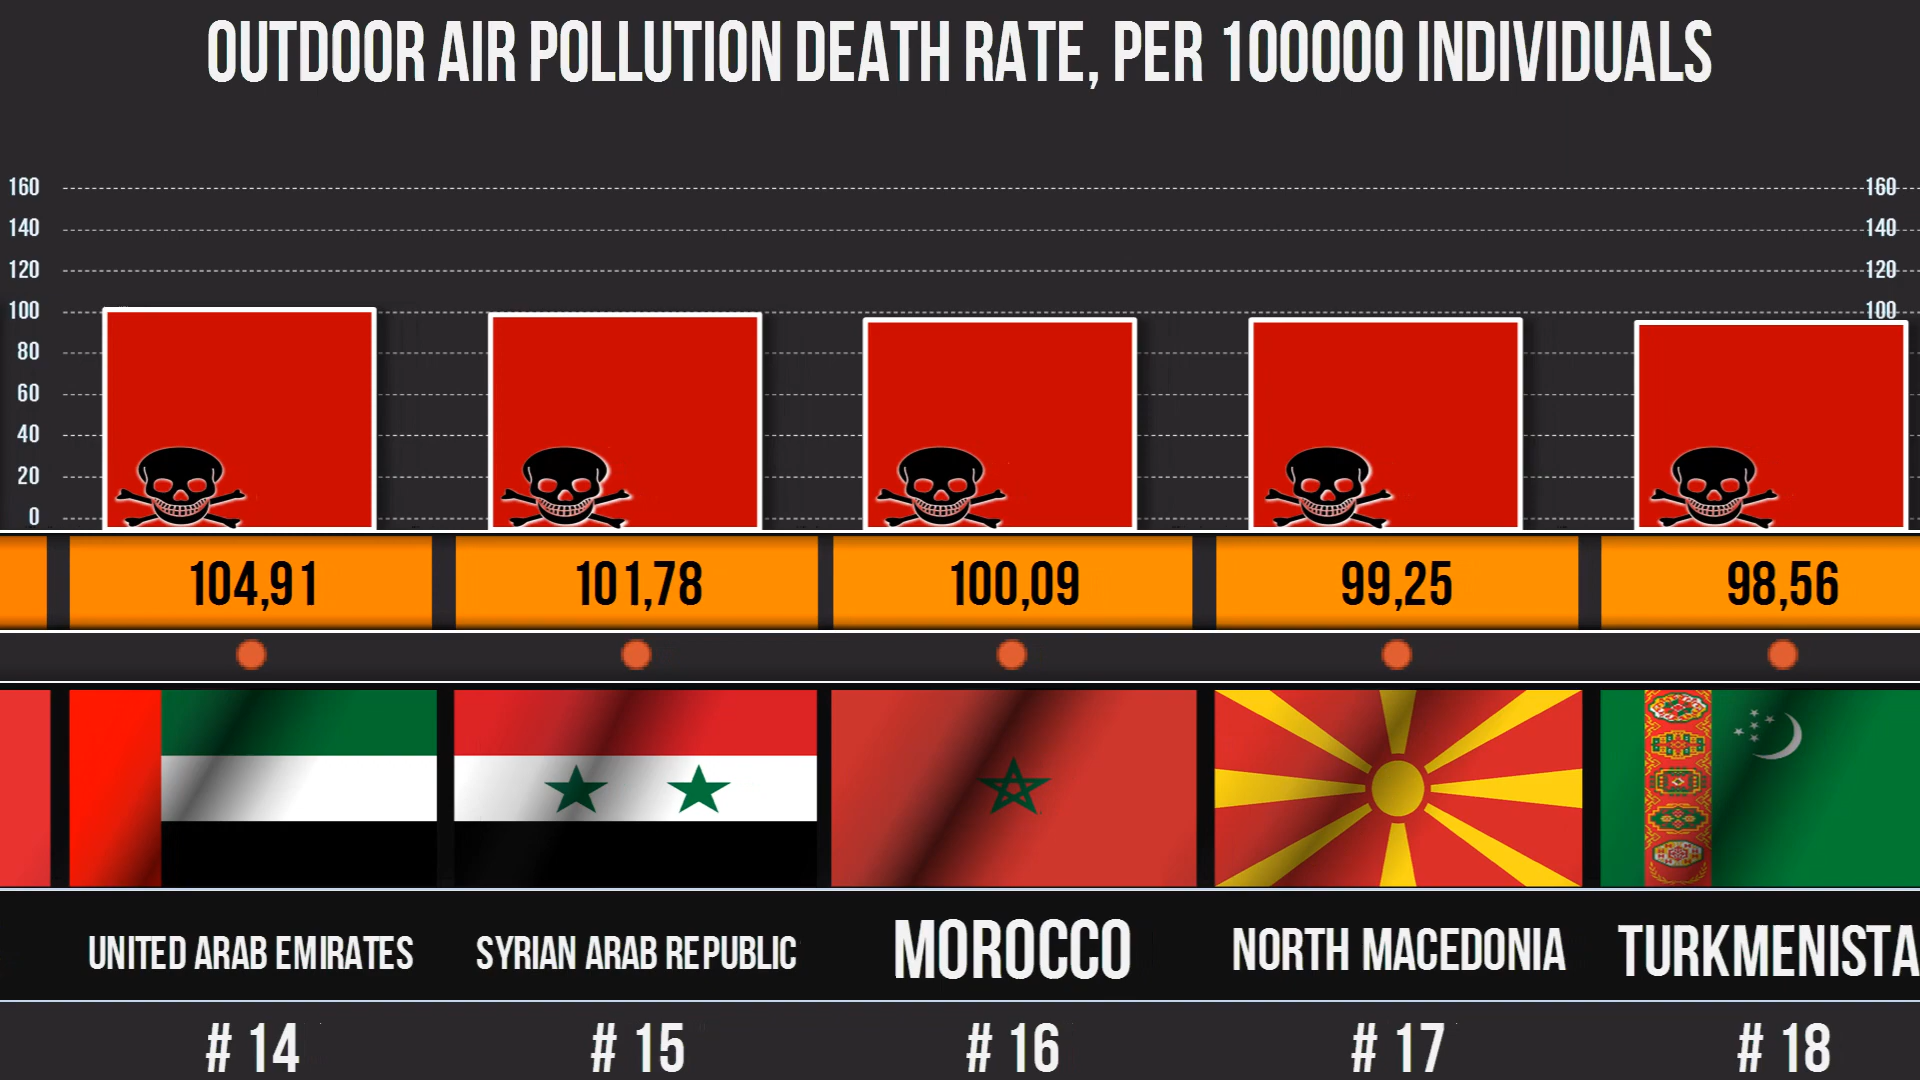 OUTDOOR AIR POLLUTION DEATH RATE, PER 100000 INDIVIDUALS
160 160
140 140
120 120
100 100
80
60
40
20
0
104,91 101,78 100,09 99,25 98,56
UNITED ARAB EMIRATES SYRIAN ARAB REPUBLIC MOROCCO NORTH MACEDONIA TURKMENISTA
# 14 # 15 # 16 # 17 # 18